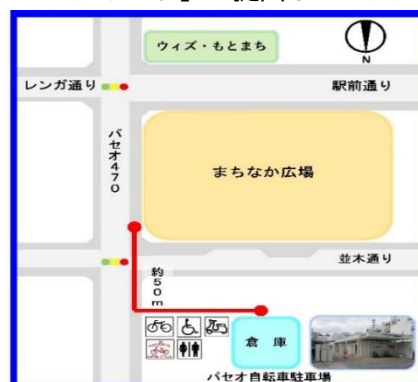 ウィズ・もとまち
N
レンガ通り
駅前通り
パセオ470
まちなか広場
並木通り
約50m
倉 庫
パセオ自転車駐車場